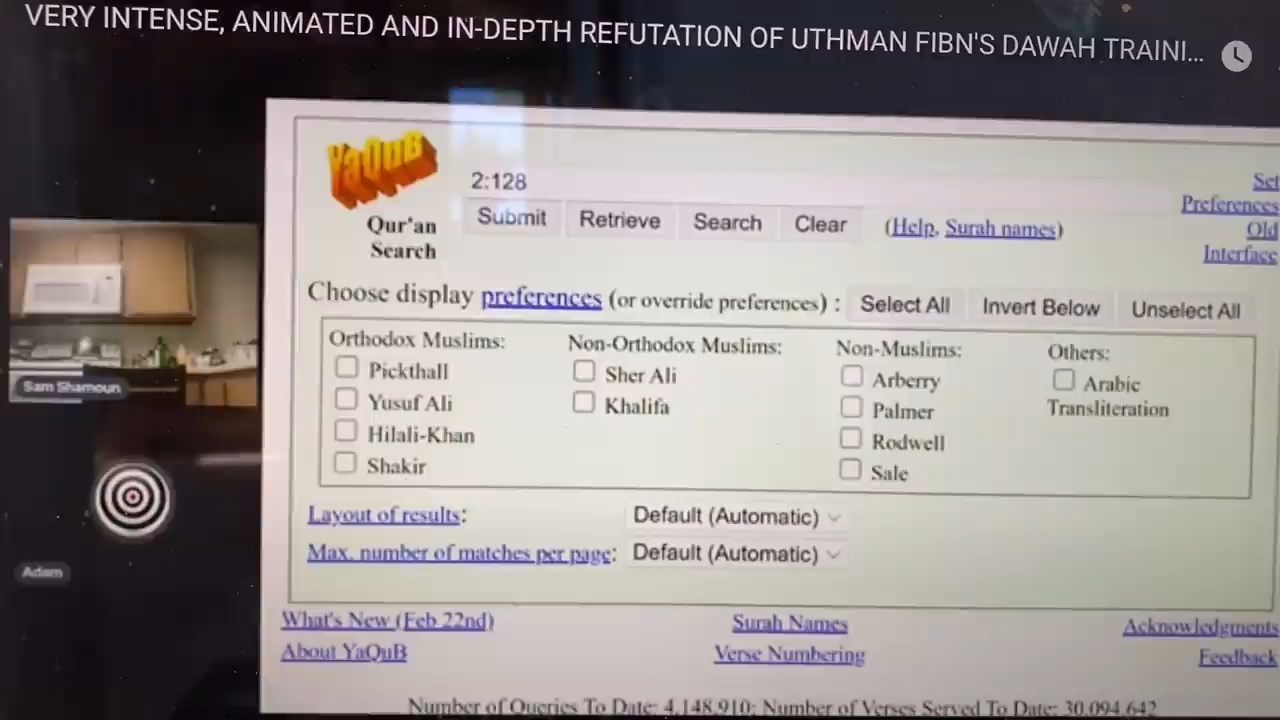 VERY INTENSE, ANIMATED AND IN-DEPTH REFUTATION OF UTHMAN FIBN'S DAWAH TRAINI...
YaQuB
Qur'an
Search
2:128
Submit Retrieve Search Clear (Help, Surah names)
Set
Preferences
Old
Interface
Choose display preferences (or override preferences) : Select All Invert Below Unselect All
Orthodox Muslims:
Pickthall
Yusuf Ali
Hilali-Khan
Shakir
Non-Orthodox Muslims:
Sher Ali
Khalifa
Non-Muslims:
Arberry
Palmer
Rodwell
Sale
Others:
Arabic
Transliteration
Layout of results: Default (Automatic)
Max. number of matches per page: Default (Automatic)
What's New (Feb 22nd) Surah Names Acknowledgments
About YaQuB Verse Numbering Feedback
Number of Queries To Date: 4,148,910; Number of Verses Served To Date: 30,094,642
Sam Shamoun
Adam